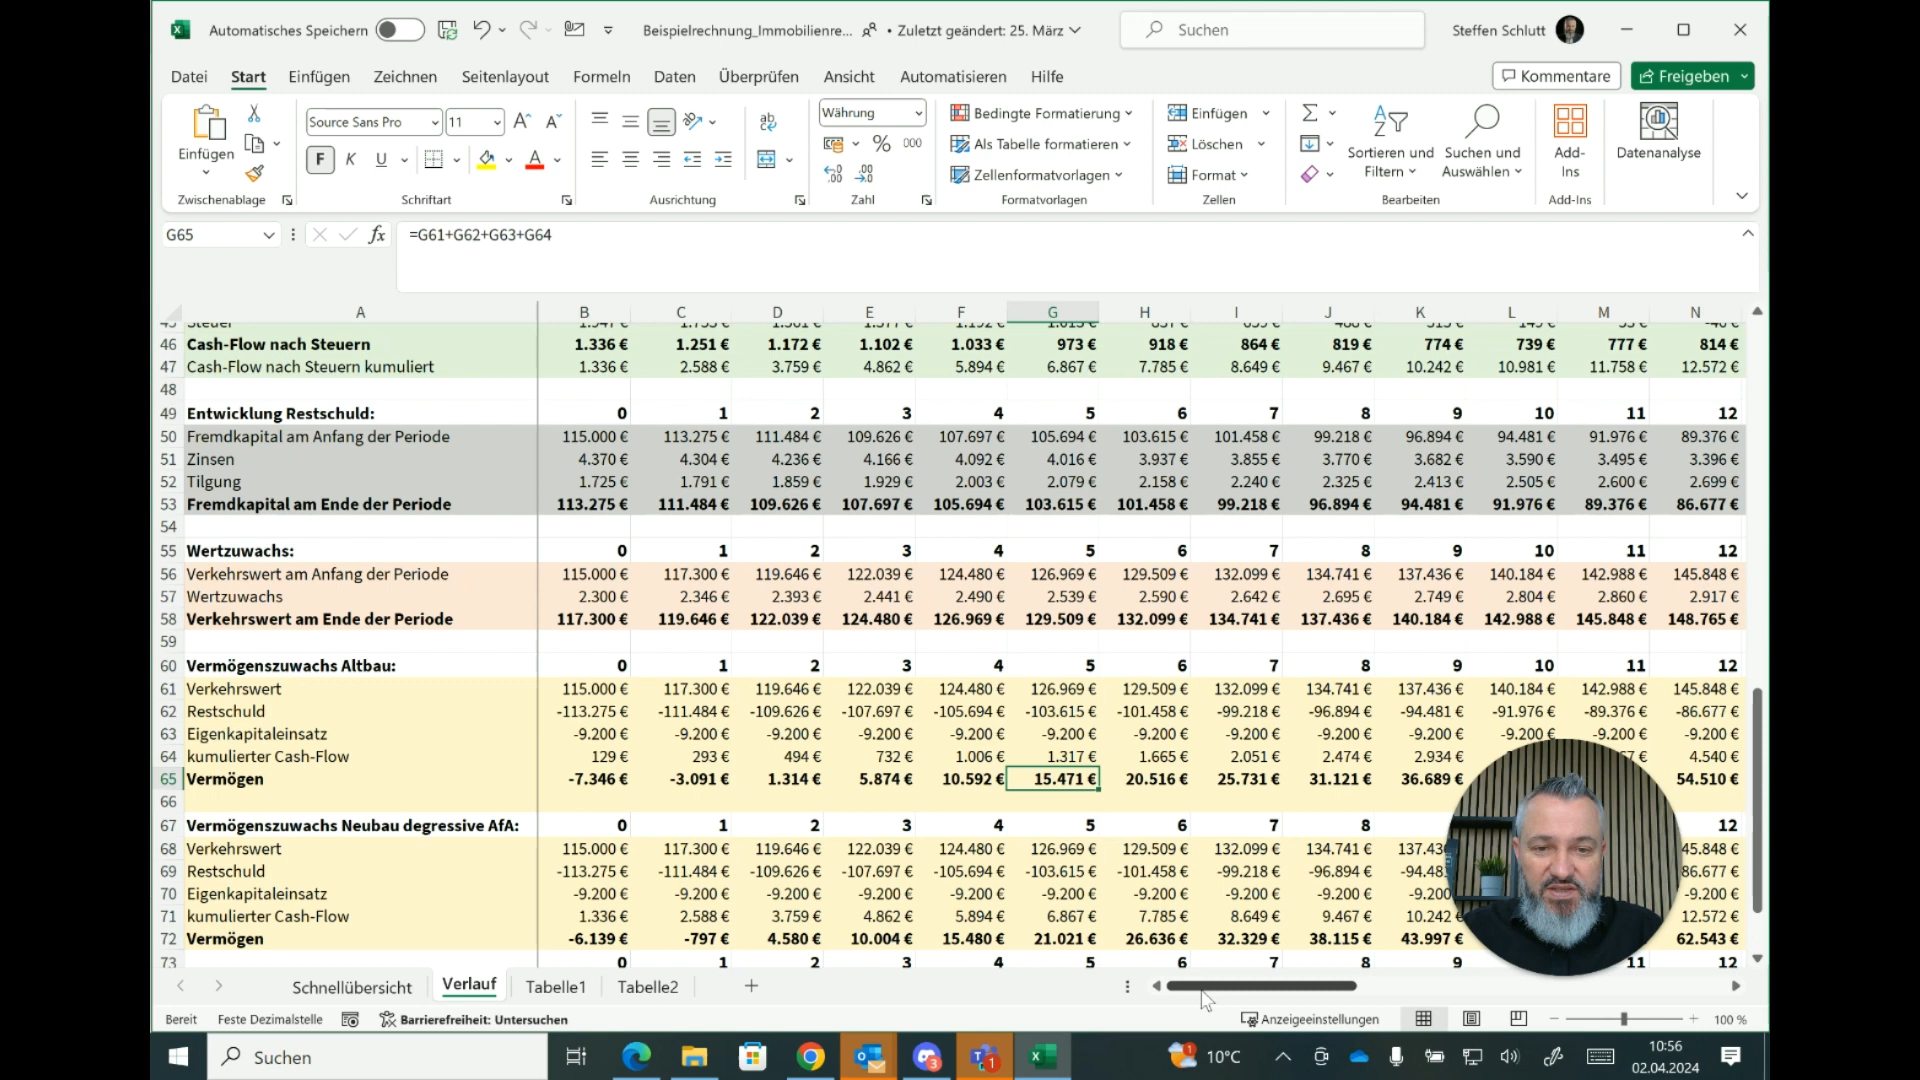 Automatisches Speichern Beispielrechnung_Immobilienre... • Zuletzt geändert: 25. März Suchen Steffen Schlutt
Datei Start Einfügen Zeichnen Seitenlayout Formeln Daten Überprüfen Ansicht Automatisieren Hilfe Kommentare Freigeben
Einfügen
Zwischenablage
Source Sans Pro 11
F K U
Schriftart
Ausrichtung
Währung
% 000
Zahl
Bedingte Formatierung
Als Tabelle formatieren
Zellenformatvorlagen
Formatvorlagen
Einfügen
Löschen
Format
Zellen
Sortieren und Filtern
Suchen und Auswählen
Bearbeiten
Add-Ins
Add-Ins
Datenanalyse
G65 fx =G61+G62+G63+G64
A B C D E F G H I J K L M N
46 Cash-Flow nach Steuern 1.336 € 1.251 € 1.172 € 1.102 € 1.033 € 973 € 918 € 864 € 819 € 774 € 739 € 777 € 814 €
47 Cash-Flow nach Steuern kumuliert 1.336 € 2.588 € 3.759 € 4.862 € 5.894 € 6.867 € 7.785 € 8.649 € 9.467 € 10.242 € 10.981 € 11.758 € 12.572 €
48
49 Entwicklung Restschuld: 0 1 2 3 4 5 6 7 8 9 10 11 12
50 Fremdkapital am Anfang der Periode 115.000 € 113.275 € 111.484 € 109.626 € 107.697 € 105.694 € 103.615 € 101.458 € 99.218 € 96.894 € 94.481 € 91.976 € 89.376 €
51 Zinsen 4.370 € 4.304 € 4.236 € 4.166 € 4.092 € 4.016 € 3.937 € 3.855 € 3.770 € 3.682 € 3.590 € 3.495 € 3.396 €
52 Tilgung 1.725 € 1.791 € 1.859 € 1.929 € 2.003 € 2.079 € 2.158 € 2.240 € 2.325 € 2.413 € 2.505 € 2.600 € 2.699 €
53 Fremdkapital am Ende der Periode 113.275 € 111.484 € 109.626 € 107.697 € 105.694 € 103.615 € 101.458 € 99.218 € 96.894 € 94.481 € 91.976 € 89.376 € 86.677 €
54
55 Wertzuwachs: 0 1 2 3 4 5 6 7 8 9 10 11 12
56 Verkehrswert am Anfang der Periode 115.000 € 117.300 € 119.646 € 122.039 € 124.480 € 126.969 € 129.509 € 132.099 € 134.741 € 137.436 € 140.184 € 142.988 € 145.848 €
57 Wertzuwachs 2.300 € 2.346 € 2.393 € 2.441 € 2.490 € 2.539 € 2.590 € 2.642 € 2.695 € 2.749 € 2.804 € 2.860 € 2.917 €
58 Verkehrswert am Ende der Periode 117.300 € 119.646 € 122.039 € 124.480 € 126.969 € 129.509 € 132.099 € 134.741 € 137.436 € 140.184 € 142.988 € 145.848 € 148.765 €
59
60 Vermögenszuwachs Altbau: 0 1 2 3 4 5 6 7 8 9 10 11 12
61 Verkehrswert 115.000 € 117.300 € 119.646 € 122.039 € 124.480 € 126.969 € 129.509 € 132.099 € 134.741 € 137.436 € 140.184 € 142.988 € 145.848 €
62 Restschuld -113.275 € -111.484 € -109.626 € -107.697 € -105.694 € -103.615 € -101.458 € -99.218 € -96.894 € -94.481 € -91.976 € -89.376 € -86.677 €
63 Eigenkapitaleinsatz -9.200 € -9.200 € -9.200 € -9.200 € -9.200 € -9.200 € -9.200 € -9.200 € -9.200 € -9.200 € -9.200 € -9.200 € -9.200 €
64 kumulierter Cash-Flow 129 € 293 € 494 € 732 € 1.006 € 1.317 € 1.665 € 2.051 € 2.474 € 2.934 € 4.540 €
65 Vermögen -7.346 € -3.091 € 1.314 € 5.874 € 10.592 € 15.471 € 20.516 € 25.731 € 31.121 € 36.689 € 54.510 €
66
67 Vermögenszuwachs Neubau degressive AfA: 0 1 2 3 4 5 6 7 8 12
68 Verkehrswert 115.000 € 117.300 € 119.646 € 122.039 € 124.480 € 126.969 € 129.509 € 132.099 € 134.741 € 137.43 45.848 €
69 Restschuld -113.275 € -111.484 € -109.626 € -107.697 € -105.694 € -103.615 € -101.458 € -99.218 € -96.894 € -94.48 86.677 €
70 Eigenkapitaleinsatz -9.200 € -9.200 € -9.200 € -9.200 € -9.200 € -9.200 € -9.200 € -9.200 € -9.200 € -9.20 -9.200 €
71 kumulierter Cash-Flow 1.336 € 2.588 € 3.759 € 4.862 € 5.894 € 6.867 € 7.785 € 8.649 € 9.467 € 10.242 € 12.572 €
72 Vermögen -6.139 € -797 € 4.580 € 10.004 € 15.480 € 21.021 € 26.636 € 32.329 € 38.115 € 43.997 € 62.543 €
73 0 1 2 3 4 5 6 7 8 9 11 12
Schnellübersicht Verlauf Tabelle1 Tabelle2
Bereit Feste Dezimalstelle Barrierefreiheit: Untersuchen Anzeigeeinstellungen 100 %
Suchen 10°C 10:56
02.04.2024